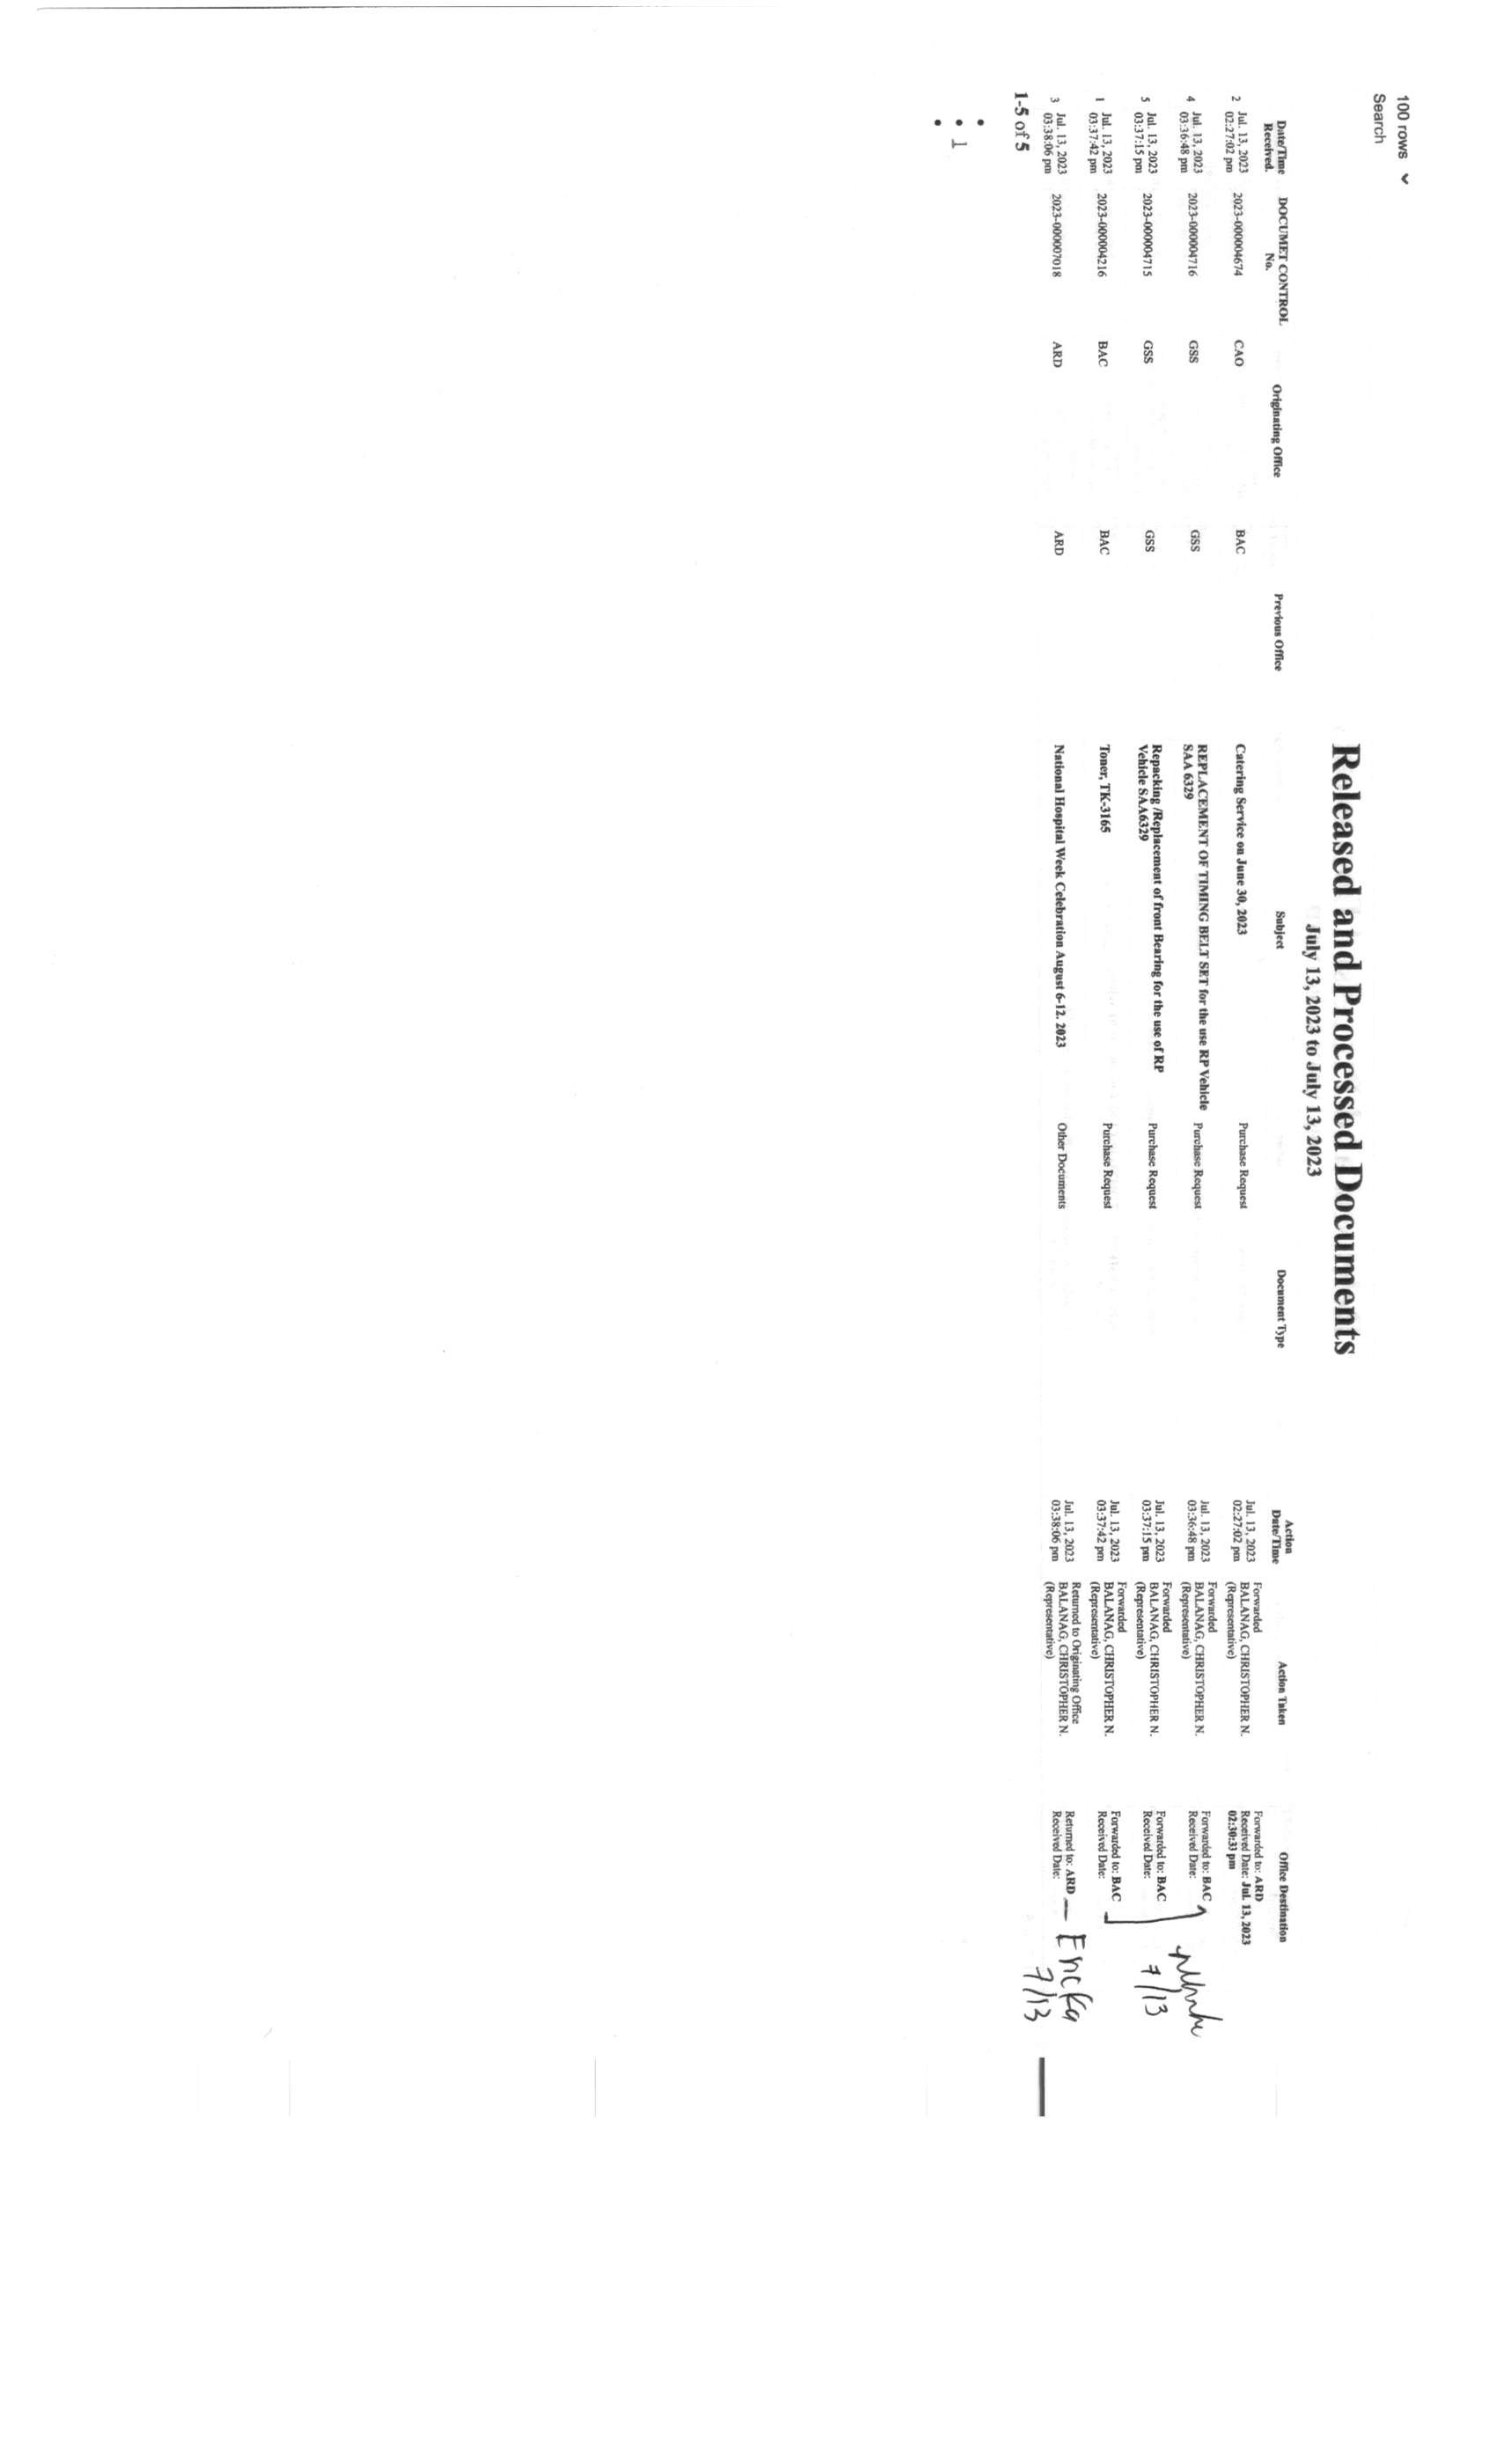 100 rows
Search
Released and Processed Documents
July 13, 2023 to July 13, 2023
Date/Time Received. DOCUMET CONTROL No. Originating Office Previous Office Subject Document Type Action Date/Time Action Taken Office Destination
2 Jul. 13, 2023 02:27:02 pm 2023-000004674 CAO BAC Catering Service on June 30, 2023 Purchase Request Jul. 13, 2023 02:27:02 pm Forwarded BALANAG, CHRISTOPHER N. (Representative) Forwarded to: ARD Received Date: Jul. 13, 2023 02:30:33 pm
4 Jul. 13, 2023 03:36:48 pm 2023-000004716 GSS GSS REPLACEMENT OF TIMING BELT SET for the use RP Vehicle SAA 6329 Purchase Request Jul. 13, 2023 03:36:48 pm Forwarded BALANAG, CHRISTOPHER N. (Representative) Forwarded to: BAC Received Date:
5 Jul. 13, 2023 03:37:15 pm 2023-000004715 GSS GSS Repacking /Replacement of front Bearing for the use of RP Vehicle SAA6329 Purchase Request Jul. 13, 2023 03:37:15 pm Forwarded BALANAG, CHRISTOPHER N. (Representative) Forwarded to: BAC Received Date:
7/13
1 Jul. 13, 2023 03:37:42 pm 2023-000004216 BAC BAC Toner, TK-3165 Purchase Request Jul. 13, 2023 03:37:42 pm Forwarded BALANAG, CHRISTOPHER N. (Representative) Forwarded to: BAC Received Date:
3 Jul. 13, 2023 03:38:06 pm 2023-000007018 ARD ARD National Hospital Week Celebration August 6-12. 2023 Other Documents Jul. 13, 2023 03:38:06 pm Returned to Originating Office BALANAG, CHRISTOPHER N. (Representative) Returned to: ARD Received Date:
— Ericka
7/13
1-5 of 5
1